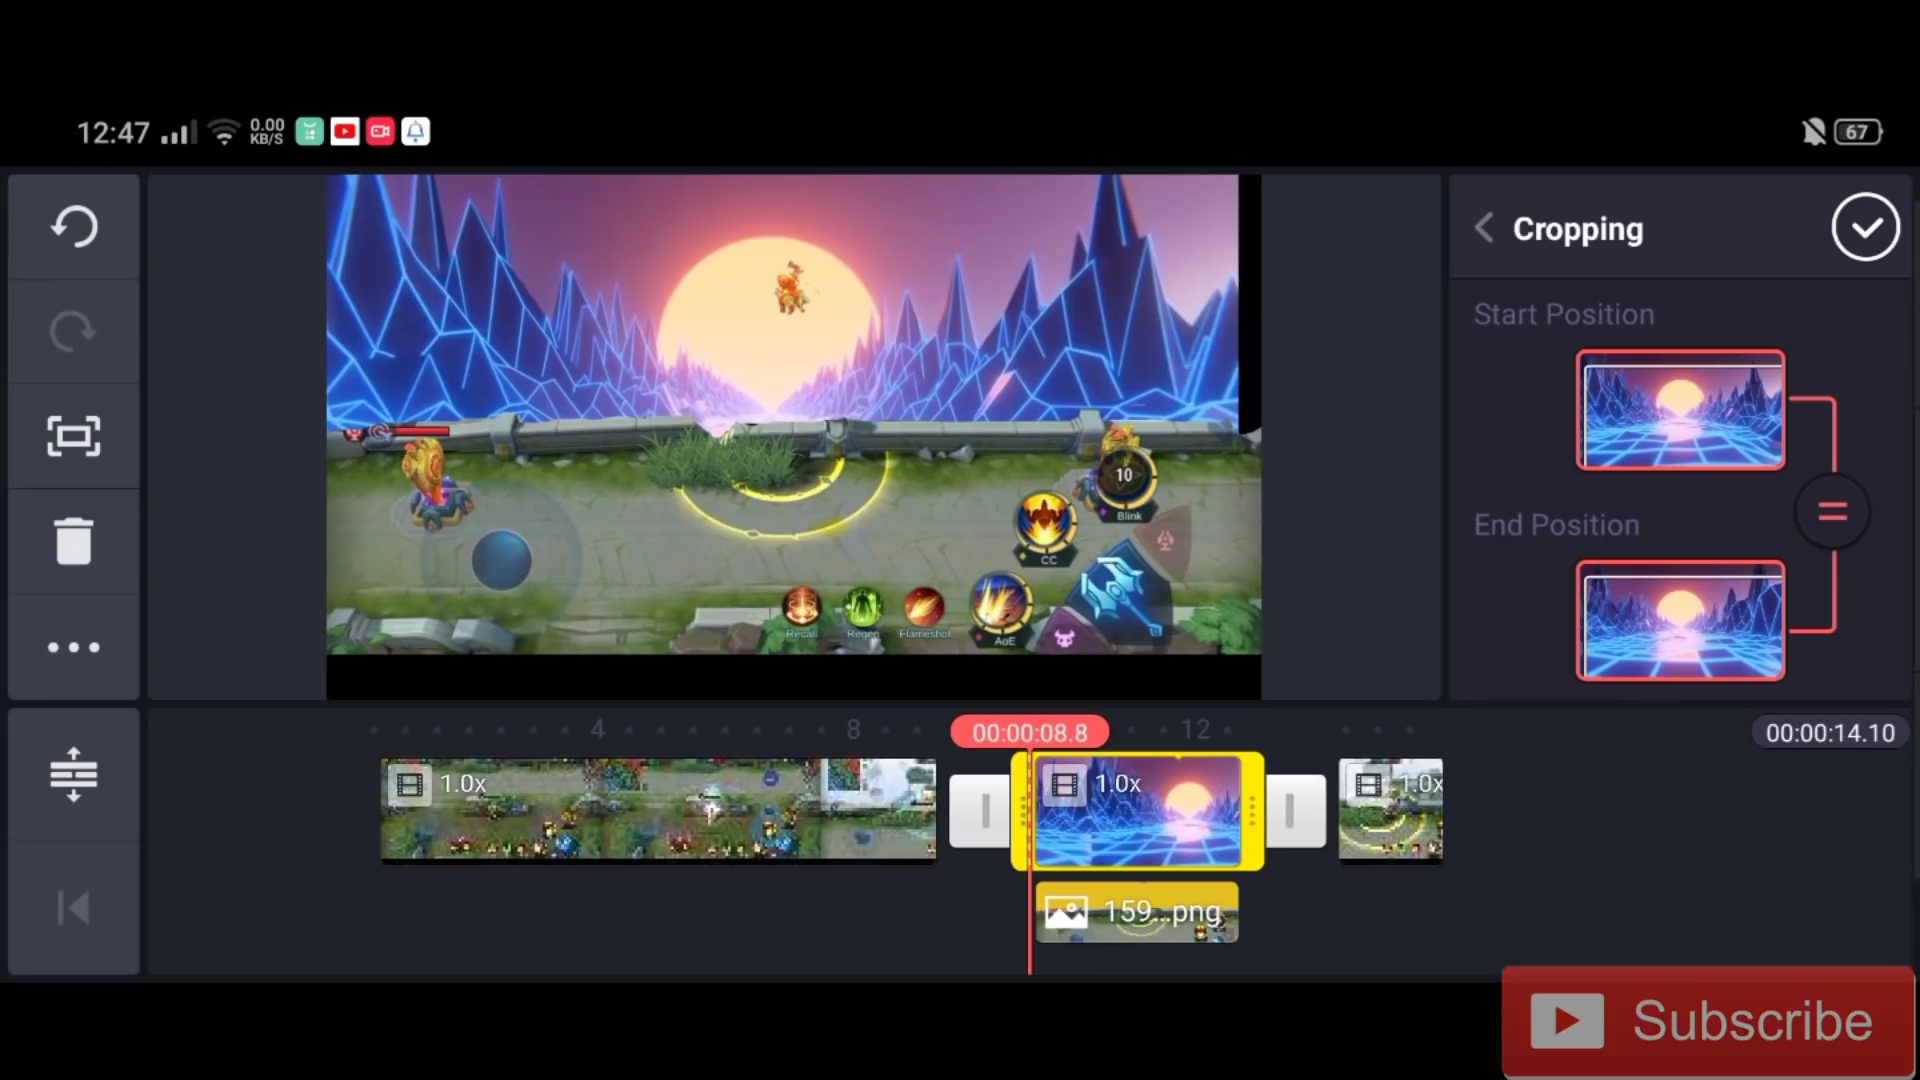 12:47
0.00
KB/S
67
Cropping
Start Position
End Position
10
Blink
CC
Recall
Regen
Flameshot
AoE
4
8
00:00:08.8
12
00:00:14.10
1.0x
1.0x
1.0x
159...png
Subscribe